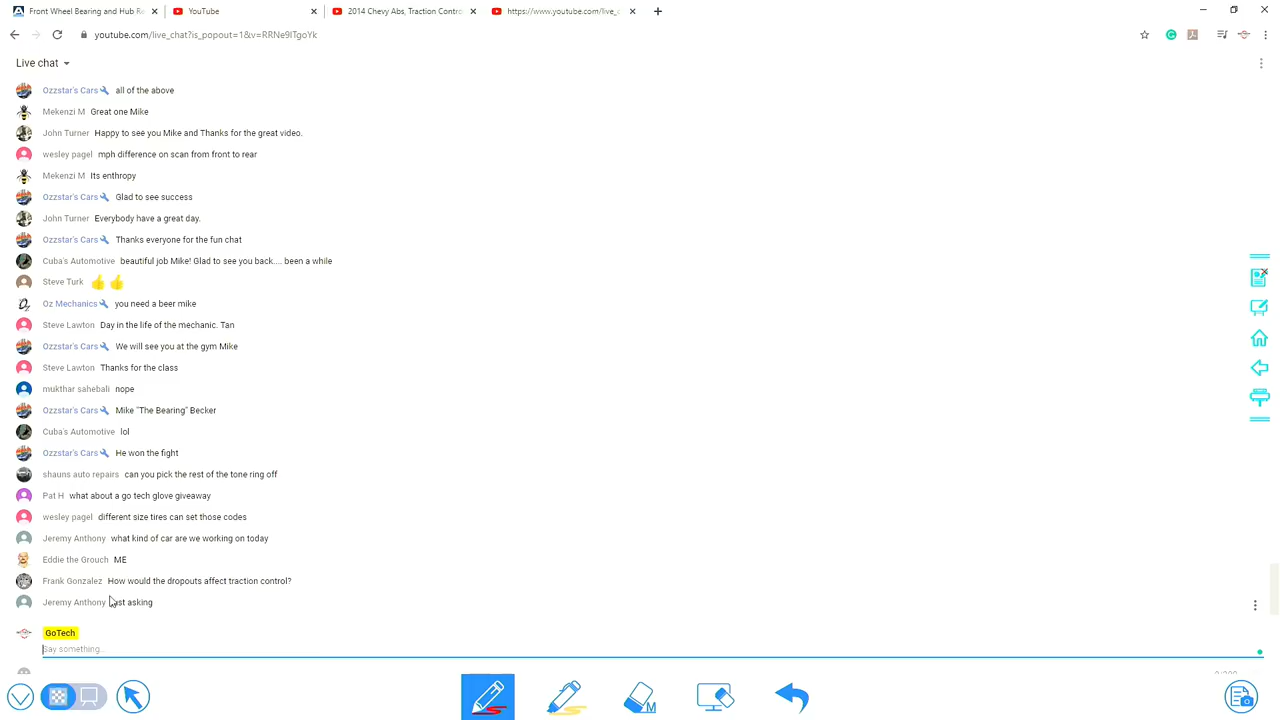 Front Wheel Bearing and Hub R
YouTube
2014 Chevy Abs, Traction Contro
https://www.youtube.com/live_c
youtube.com/live_chat?is_popout=1&v=RRNe9ITgoYk
Live chat
Ozzstar's Cars all of the above
Mekenzi M Great one Mike
John Turner Happy to see you Mike and Thanks for the great video.
wesley pagel mph difference on scan from front to rear
Mekenzi M Its enthropy
Ozzstar's Cars Glad to see success
John Turner Everybody have a great day.
Ozzstar's Cars Thanks everyone for the fun chat
Cuba's Automotive beautiful job Mike! Glad to see you back.... been a while
Steve Turk 👍 👍
Oz Mechanics you need a beer mike
Steve Lawton Day in the life of the mechanic. Tan
Ozzstar's Cars We will see you at the gym Mike
Steve Lawton Thanks for the class
mukthar sahebali nope
Ozzstar's Cars Mike "The Bearing" Becker
Cuba's Automotive lol
Ozzstar's Cars He won the fight
shauns auto repairs can you pick the rest of the tone ring off
Pat H what about a go tech glove giveaway
wesley pagel different size tires can set those codes
Jeremy Anthony what kind of car are we working on today
Eddie the Grouch ME
Frank Gonzalez How would the dropouts affect traction control?
Jeremy Anthony just asking
GoTech
Say something...
M